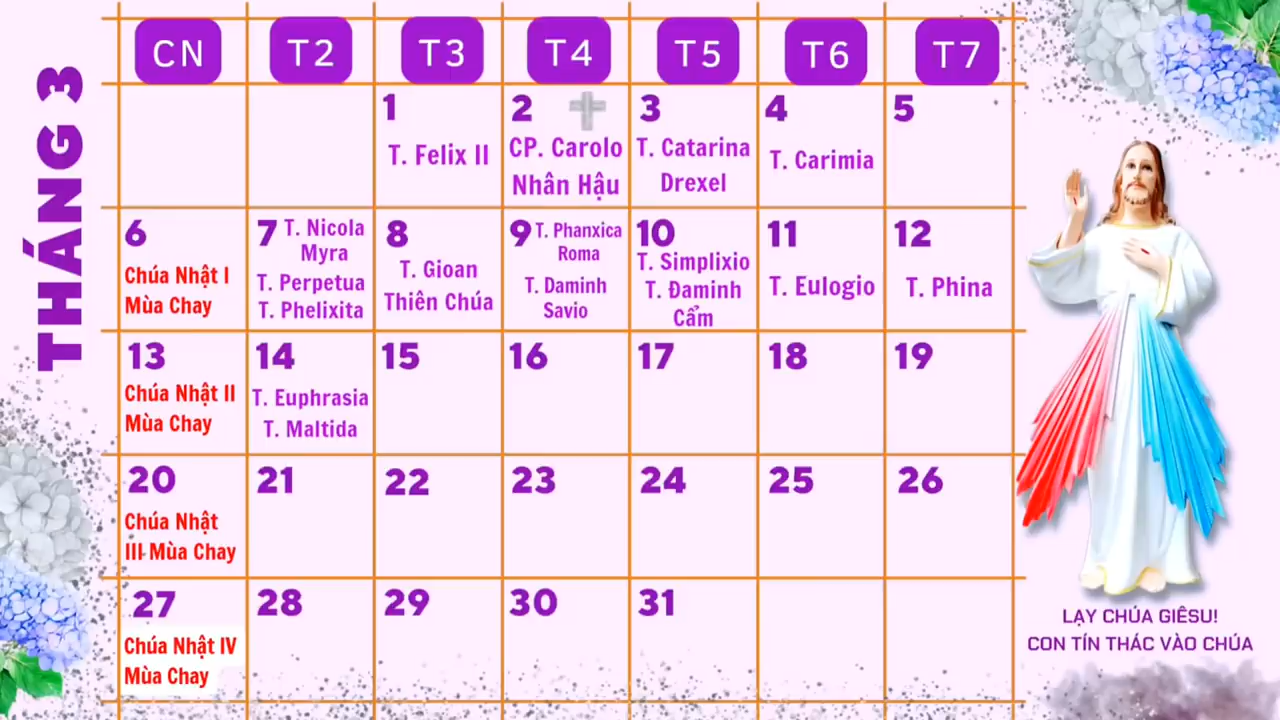 THÁNG 3
CN T2 T3 T4 T5 T6 T7
1
T. Felix II
2
CP. Carolo
Nhân Hậu
3
T. Catarina
Drexel
4
T. Carimia
5
6
Chúa Nhật I
Mùa Chay
7 T. Nicola
Myra
T. Perpetua
T. Phelixita
8
T. Gioan
Thiên Chúa
9 T. Phanxica
Roma
T. Daminh
Savio
10
T. Simplixio
T. Đaminh
Cẩm
11
T. Eulogio
12
T. Phina
13
Chúa Nhật II
Mùa Chay
14
T. Euphrasia
T. Maltida
15
16
17
18
19
20
Chúa Nhật
III Mùa Chay
21
22
23
24
25
26
27
Chúa Nhật IV
Mùa Chay
28
29
30
31
LẠY CHÚA GIÊSU!
CON TÍN THÁC VÀO CHÚA